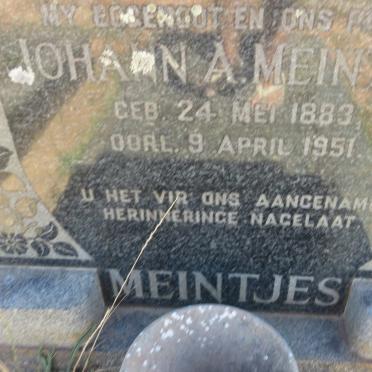 MY EGGENOOT EN ONS
JOHANN A. MEIN
GEB. 24 MEI 1883
OORL. 9 APRIL 1951
U HET VIR ONS AANGENAM
HERINNERINGE NAGELAAT
MEINTJES